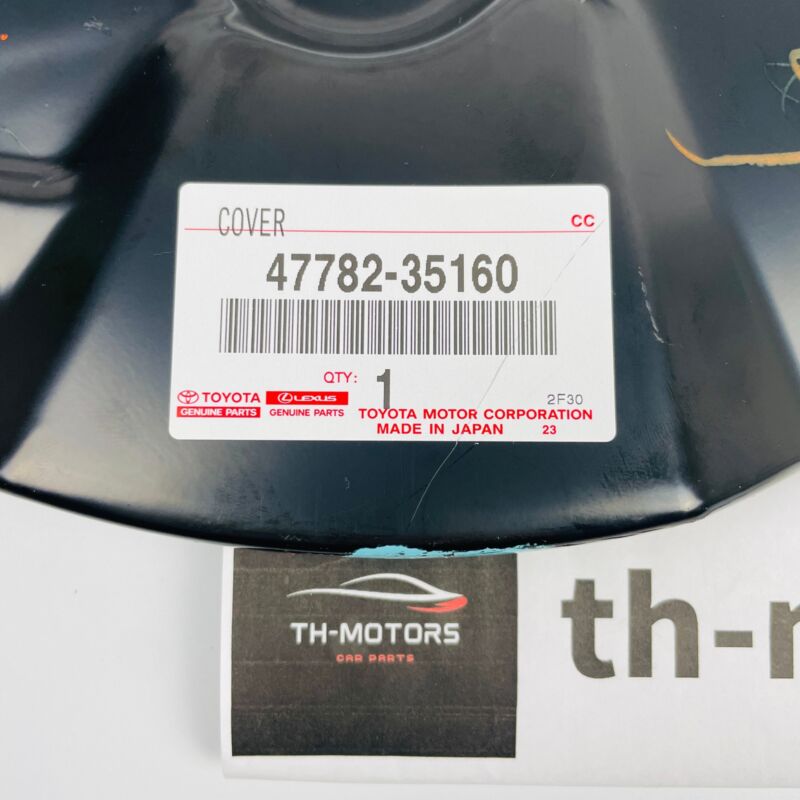 COVER
CC
47782-35160
QTY: 1
2F30
TOYOTA
GENUINE PARTS
LEXUS
GENUINE PARTS
TOYOTA MOTOR CORPORATION
MADE IN JAPAN 23
TH-MOTORS
CAR PARTS
th-